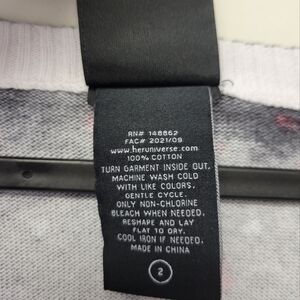 RN# 148662
FAC# 2021/09
www.heruniverse.com
100% COTTON
TURN GARMENT INSIDE OUT.
MACHINE WASH COLD
WITH LIKE COLORS,
GENTLE CYCLE.
ONLY NON-CHLORINE
BLEACH WHEN NEEDED.
RESHAPE AND LAY
FLAT TO DRY.
COOL IRON IF NEEDED.
MADE IN CHINA
2